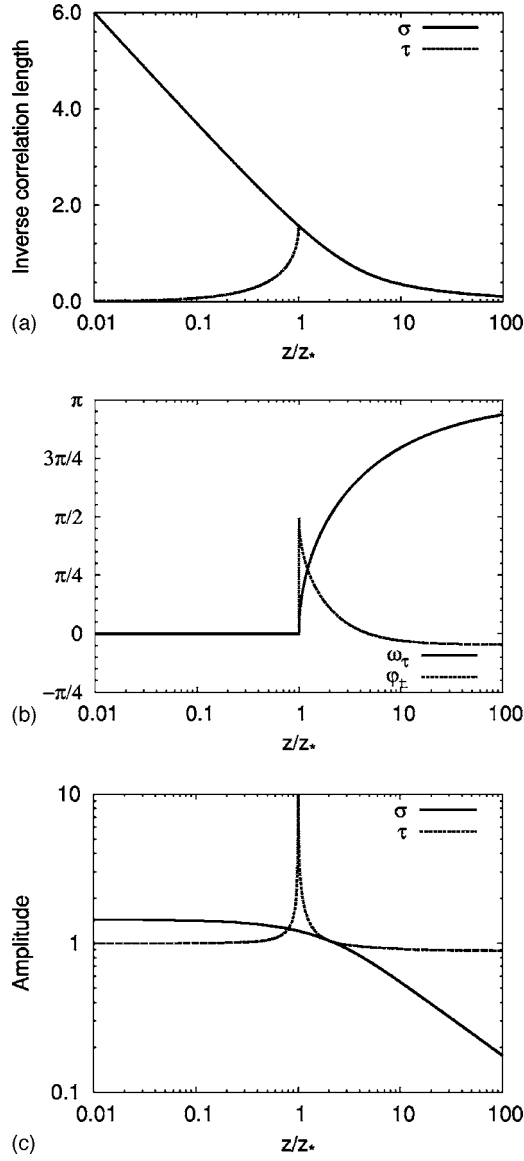 6.0
σ
τ
4.0
Inverse correlation length
2.0
0.0
0.01 0.1 1 10 100
(a)
z/z*
π
3π/4
π/2
π/4
0
ω_τ
φ_±
−π/4
0.01 0.1 1 10 100
(b)
z/z*
10
σ
τ
Amplitude
1
0.1
0.01 0.1 1 10 100
(c)
z/z*